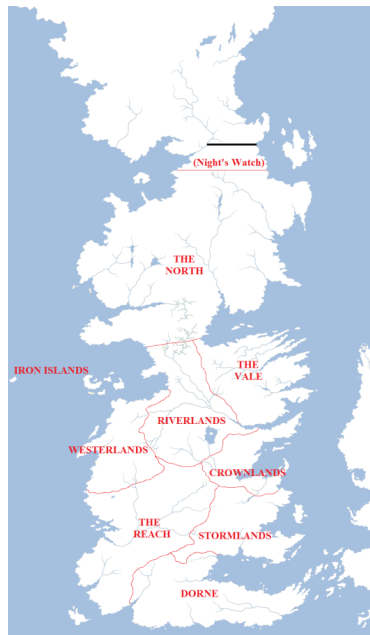 (Night's Watch)
THE
NORTH
IRON ISLANDS
THE
VALE
RIVERLANDS
WESTERLANDS
CROWNLANDS
THE
REACH
STORMLANDS
DORNE